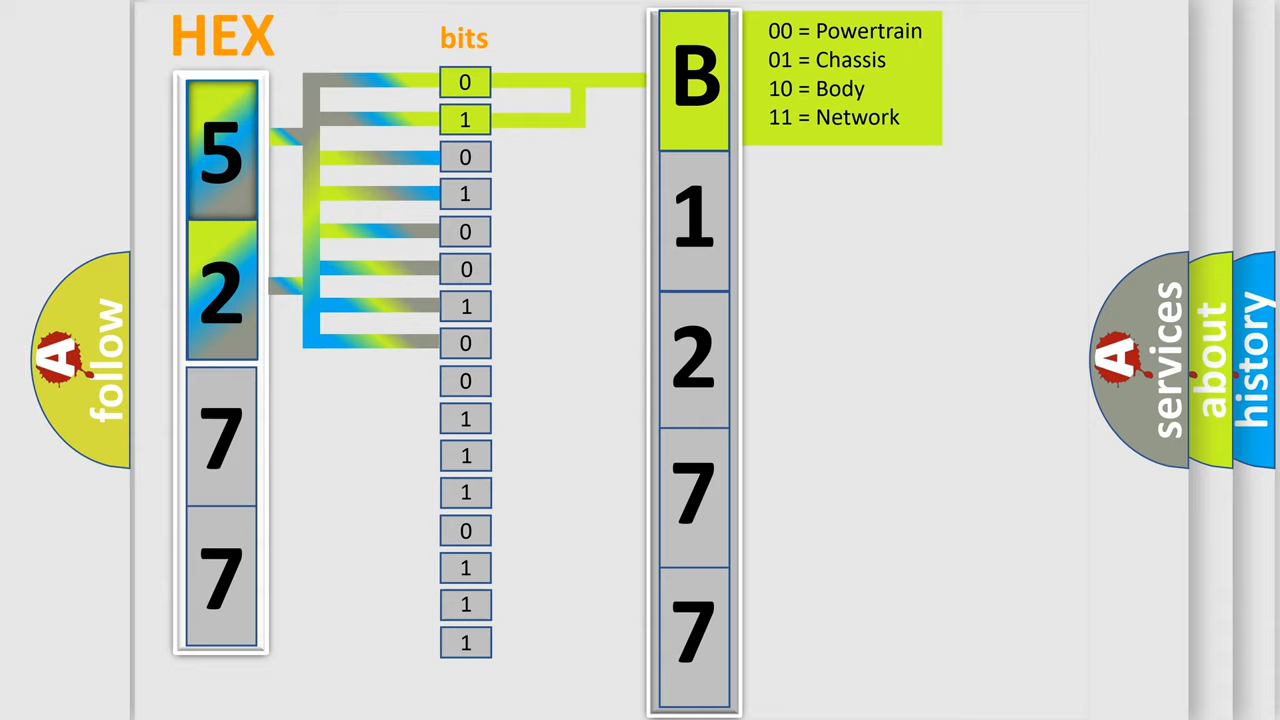 HEX
5
2
7
7
bits
0
1
0
1
0
0
1
0
0
1
1
1
0
1
1
1
B
1
2
7
7
00 = Powertrain
01 = Chassis
10 = Body
11 = Network
A follow
A services
about
history